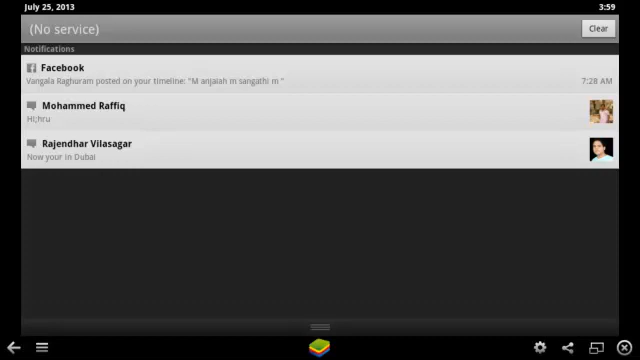 July 25, 2013 3:59
(No service) Clear
Notifications
Facebook
Vangala Raghuram posted on your timeline: "M anjaiah m sangathi m " 7:28 AM
Mohammed Raffiq
Hi;hru
Rajendhar Vilasagar
Now your in Dubai